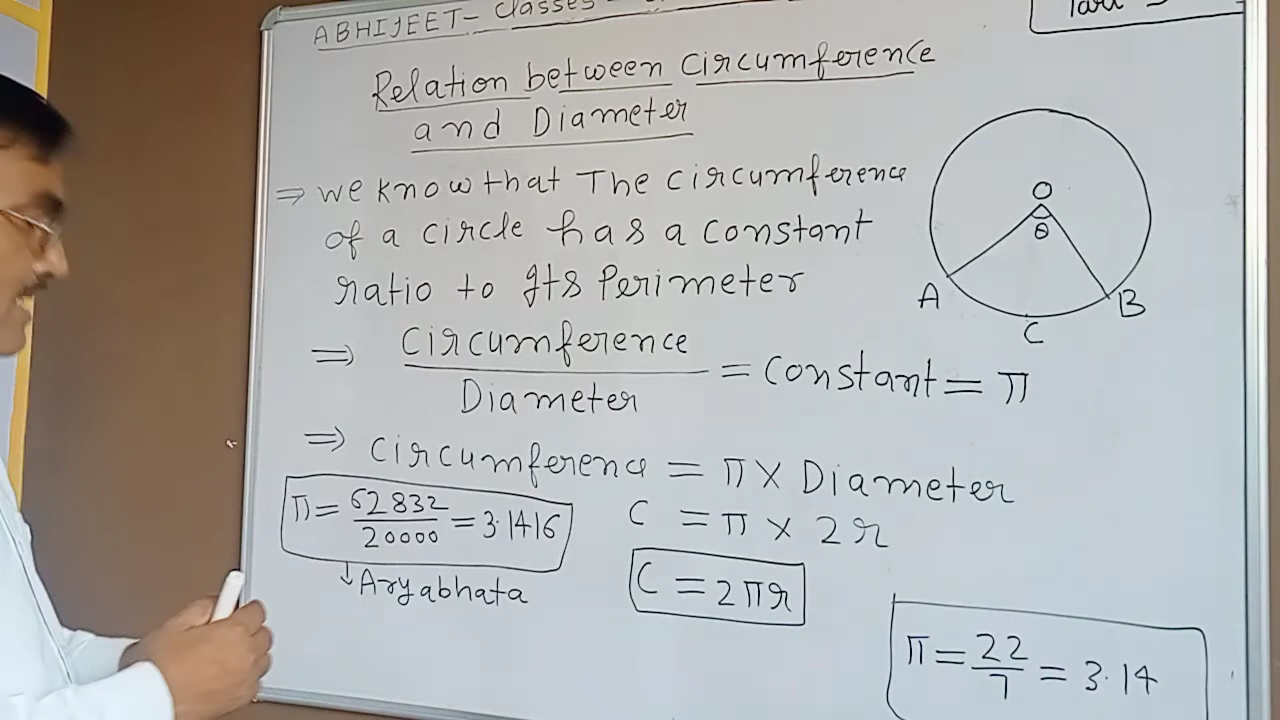 ABHIJEET- Classes
Relation between Circumference
and Diameter
⇒ we know that The circumference
of a circle has a constant
ratio to Its Perimeter
⇒ Circumference / Diameter = Constant = π
⇒ Circumference = π × Diameter
C = π × 2r
C = 2πr
π = 62832 / 20000 = 3.1416
↓ Aryabhata
O
θ
A
B
C
π = 22 / 7 = 3.14